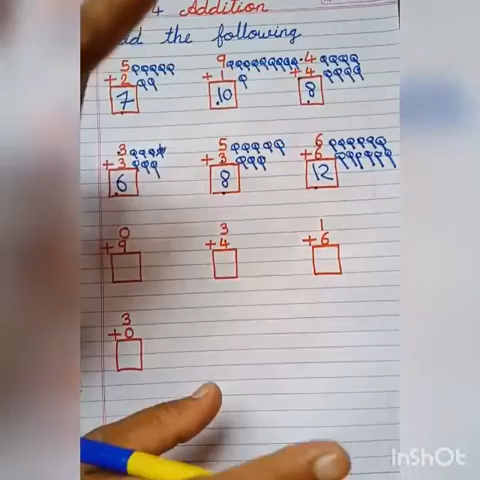 4 Addition
the following
5 9 4
+2 +1 +4
7 10 8
3 5 6
+3 +3 +6
6 8 12
0 3 1
+9 +4 +6
3
+0
InShOt